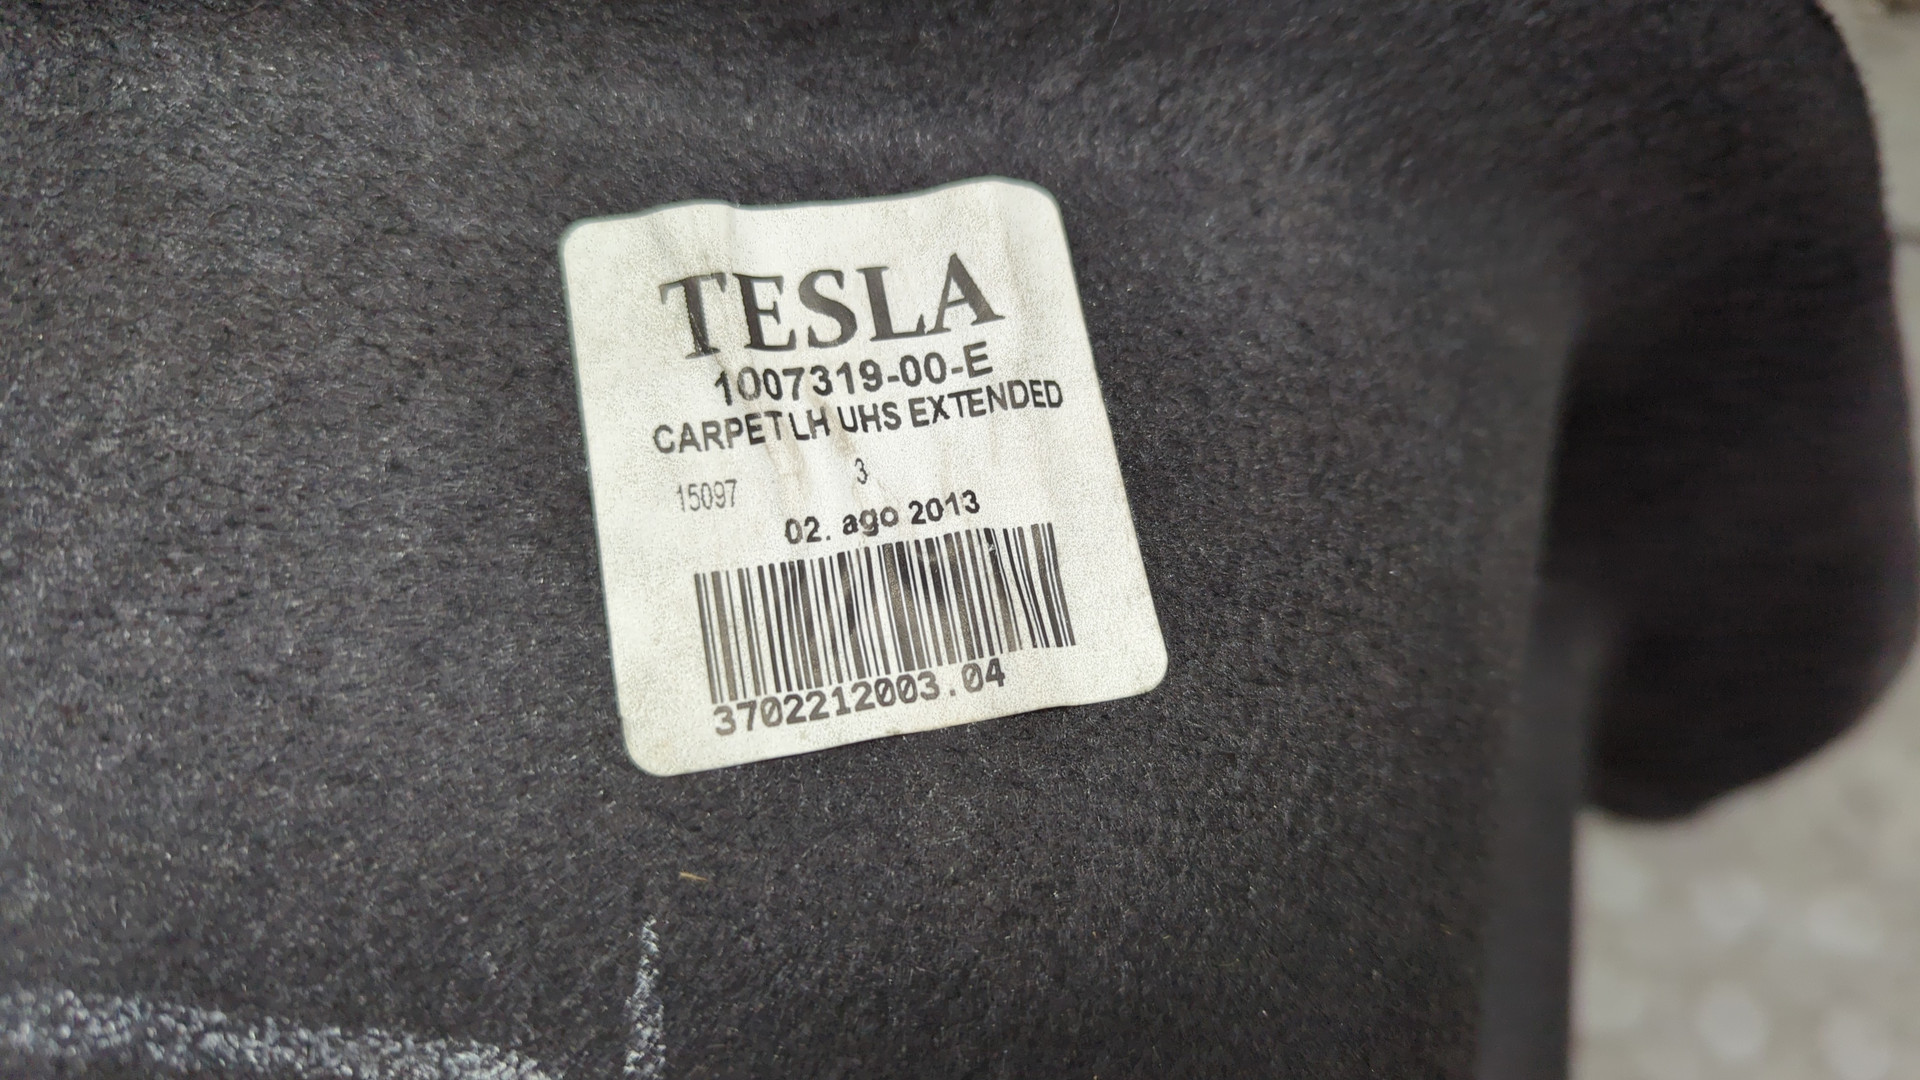 TESLA
1007319-00-E
CARPET LH UHS EXTENDED
15097 3
02. ago 2013
3702212003.04